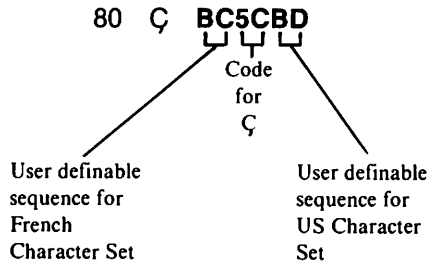 80 Ç BC5CBD
Code
for
Ç
User definable
sequence for
French
Character Set
User definable
sequence for
US Character
Set